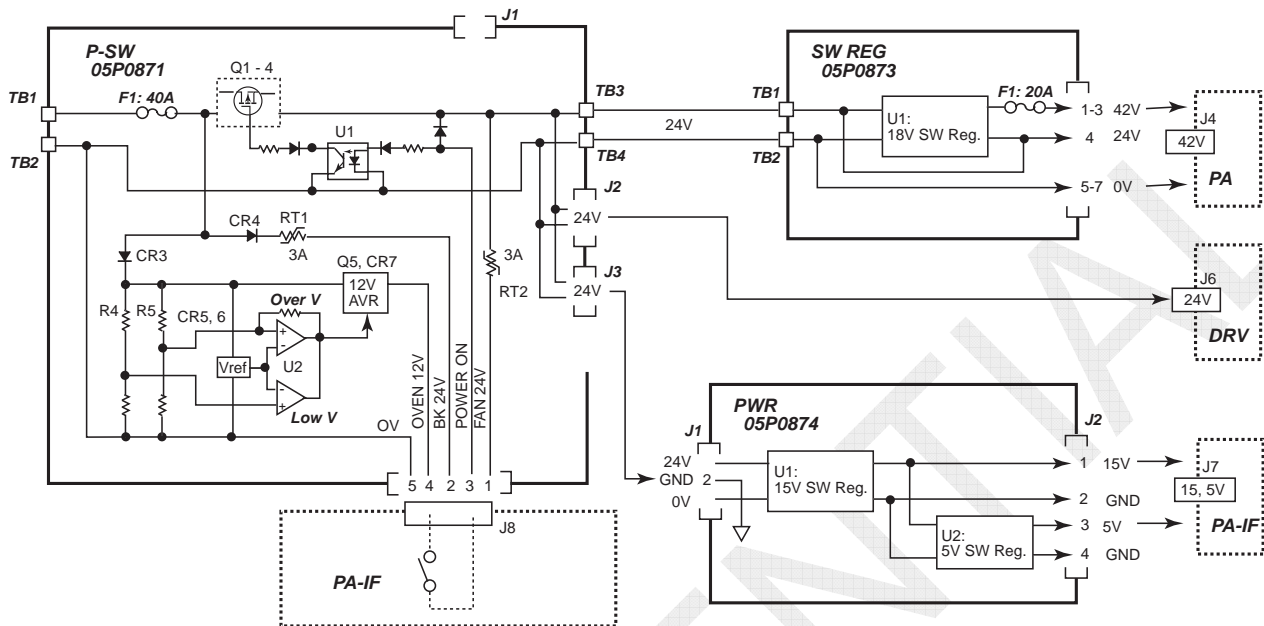 J1
P-SW
05P0871
Q1 - 4
TB1
F1: 40A
TB3
TB2
U1
TB4
24V
J2
24V
CR4
RT1
3A
CR3
Q5, CR7
12V
AVR
3A
RT2
J3
24V
R4
R5
CR5, 6
Over V
Vref
U2
Low V
OV
OVEN 12V
BK 24V
POWER ON
FAN 24V
5 4 2 3 1
J8
PA-IF
SW REG
05P0873
TB1
TB2
U1:
18V SW Reg.
F1: 20A
1-3 42V
4 24V
5-7 0V
J4
42V
PA
J6
24V
DRV
PWR
05P0874
J1
24V
GND 2
0V
U1:
15V SW Reg.
U2:
5V SW Reg.
J2
1 15V
2 GND
3 5V
4 GND
J7
15, 5V
PA-IF
ENTIAL